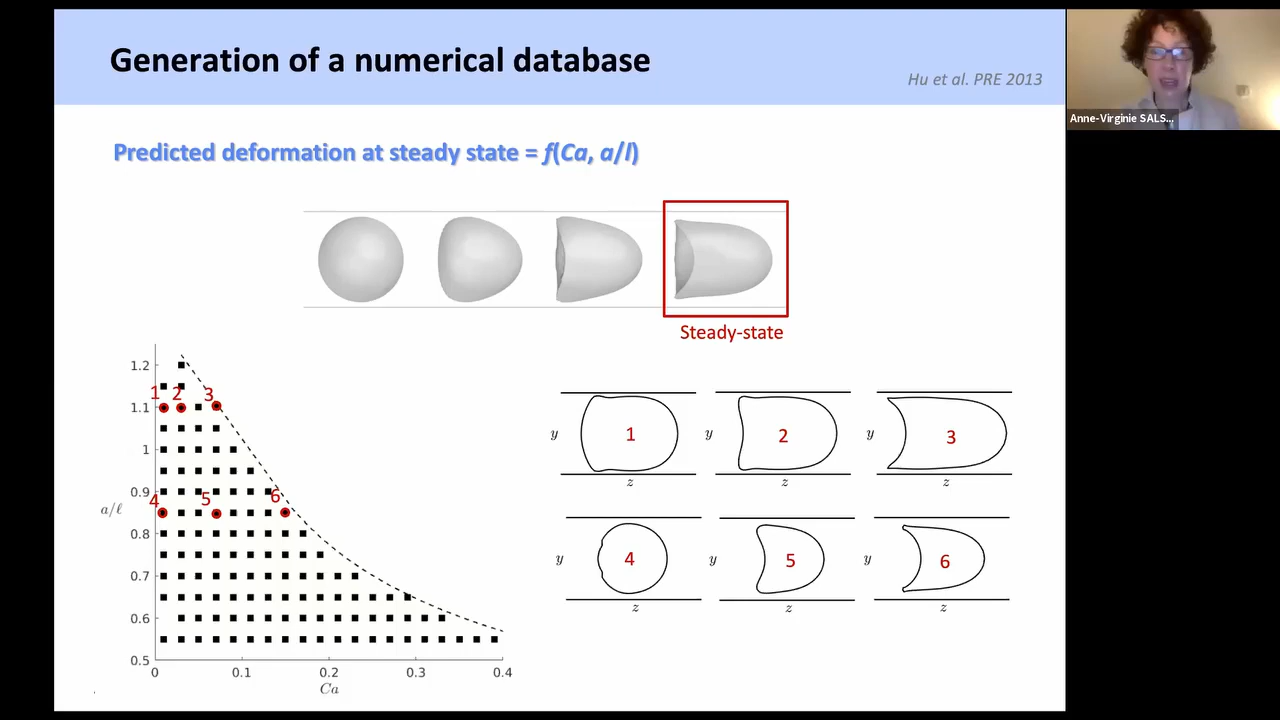 Generation of a numerical database
Hu et al. PRE 2013
Anne-Virginie SALS...
Predicted deformation at steady state = f(Ca, a/l)
Steady-state
1.2
1.1
1
0.9
0.8
0.7
0.6
0.5
a/ℓ
1 2 3
4 5 6
0 0.1 0.2 0.3 0.4
Ca
y 1 y 2 y 3
z z z
y 4 y 5 y 6
z z z